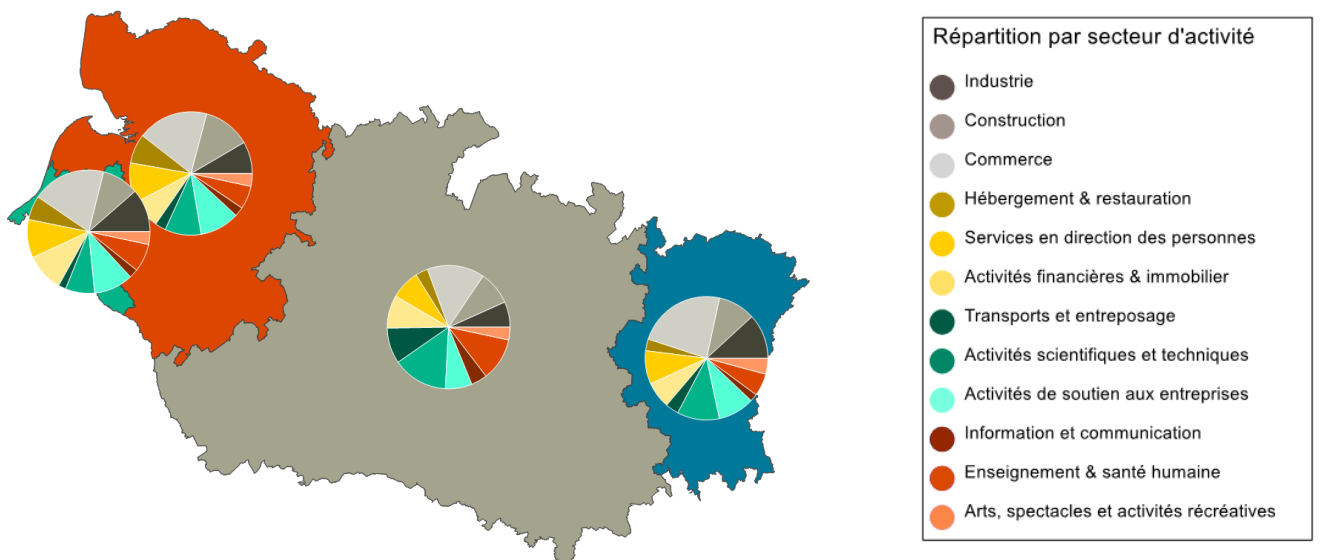 Répartition par secteur d'activité
Industrie
Construction
Commerce
Hébergement & restauration
Services en direction des personnes
Activités financières & immobilier
Transports et entreposage
Activités scientifiques et techniques
Activités de soutien aux entreprises
Information et communication
Enseignement & santé humaine
Arts, spectacles et activités récréatives